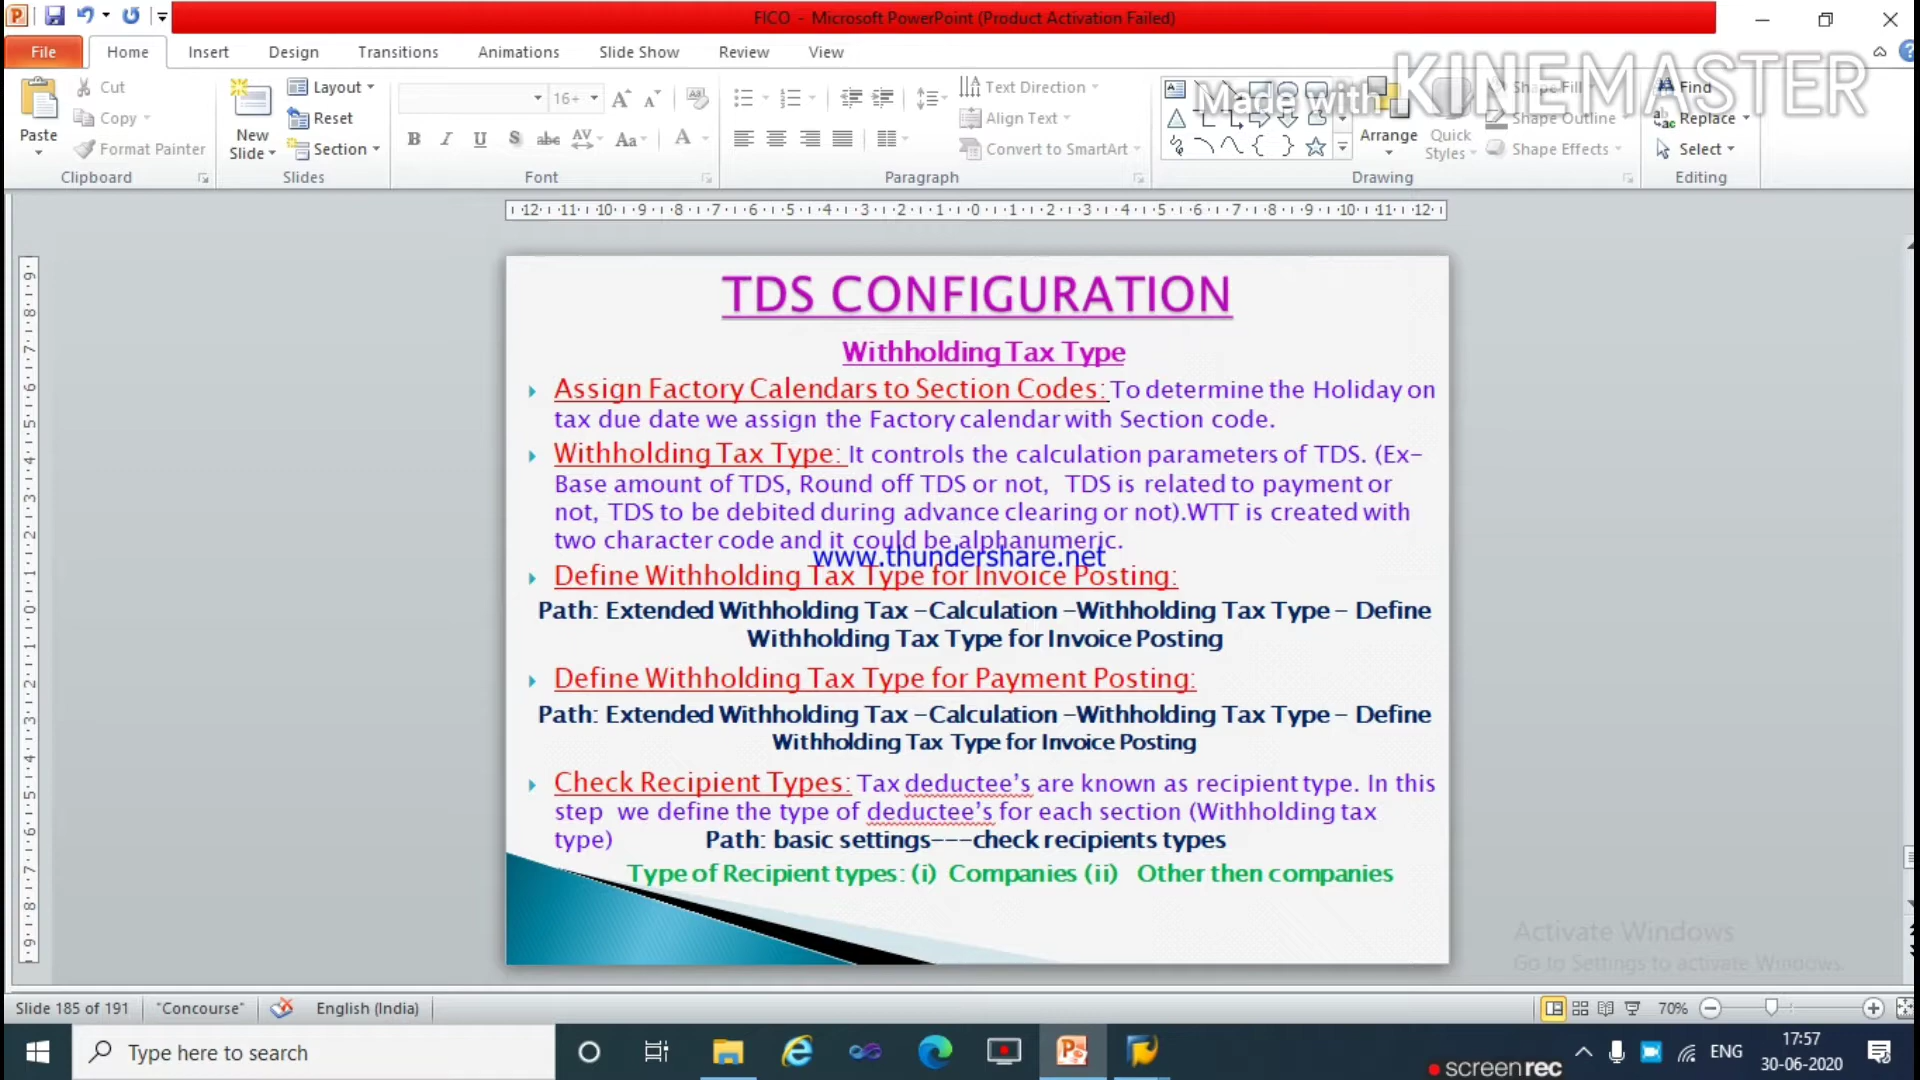 FICO - Microsoft PowerPoint (Product Activation Failed)
File Home Insert Design Transitions Animations Slide Show Review View
Made with KINEMASTER
Paste
Cut
Copy
Format Painter
Clipboard
New Slide
Layout
Reset
Section
Slides
16+
Font
Text Direction
Align Text
Convert to SmartArt
Paragraph
Arrange
Quick Styles
Shape Fill
Shape Outline
Shape Effects
Drawing
Find
Replace
Select
Editing
TDS CONFIGURATION
Withholding Tax Type
Assign Factory Calendars to Section Codes: To determine the Holiday on
tax due date we assign the Factory calendar with Section code.
Withholding Tax Type: It controls the calculation parameters of TDS. (Ex-
Base amount of TDS, Round off TDS or not, TDS is related to payment or
not, TDS to be debited during advance clearing or not).WTT is created with
two character code and it could be alphanumeric.
www.thundershare.net
Define Withholding Tax Type for Invoice Posting:
Path: Extended Withholding Tax -Calculation -Withholding Tax Type - Define
Withholding Tax Type for Invoice Posting
Define Withholding Tax Type for Payment Posting:
Path: Extended Withholding Tax -Calculation -Withholding Tax Type - Define
Withholding Tax Type for Invoice Posting
Check Recipient Types: Tax deductee's are known as recipient type. In this
step we define the type of deductee's for each section (Withholding tax
type) Path: basic settings---check recipients types
Type of Recipient types: (i) Companies (ii) Other then companies
Activate Windows
Go to Settings to activate Windows.
Slide 185 of 191 "Concourse" English (India) 70%
Type here to search
ENG
17:57
30-06-2020
screenrec